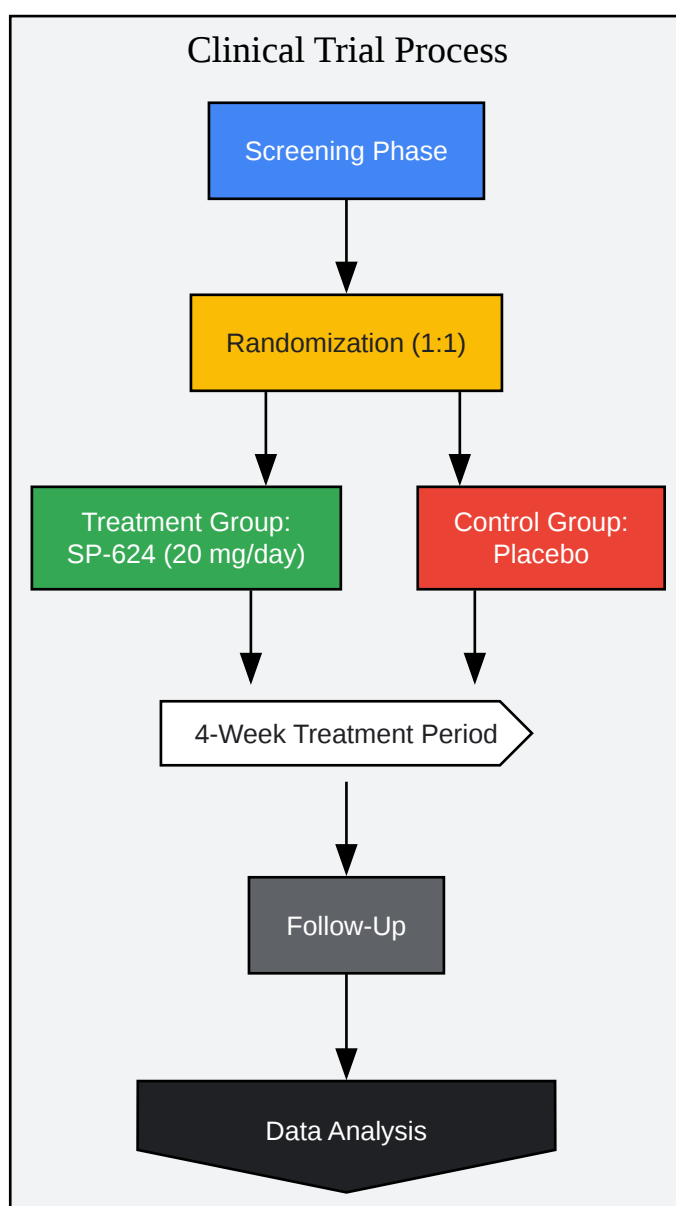 Clinical Trial Process
Screening Phase
Randomization (1:1)
Treatment Group:
SP-624 (20 mg/day)
Control Group:
Placebo
4-Week Treatment Period
Follow-Up
Data Analysis